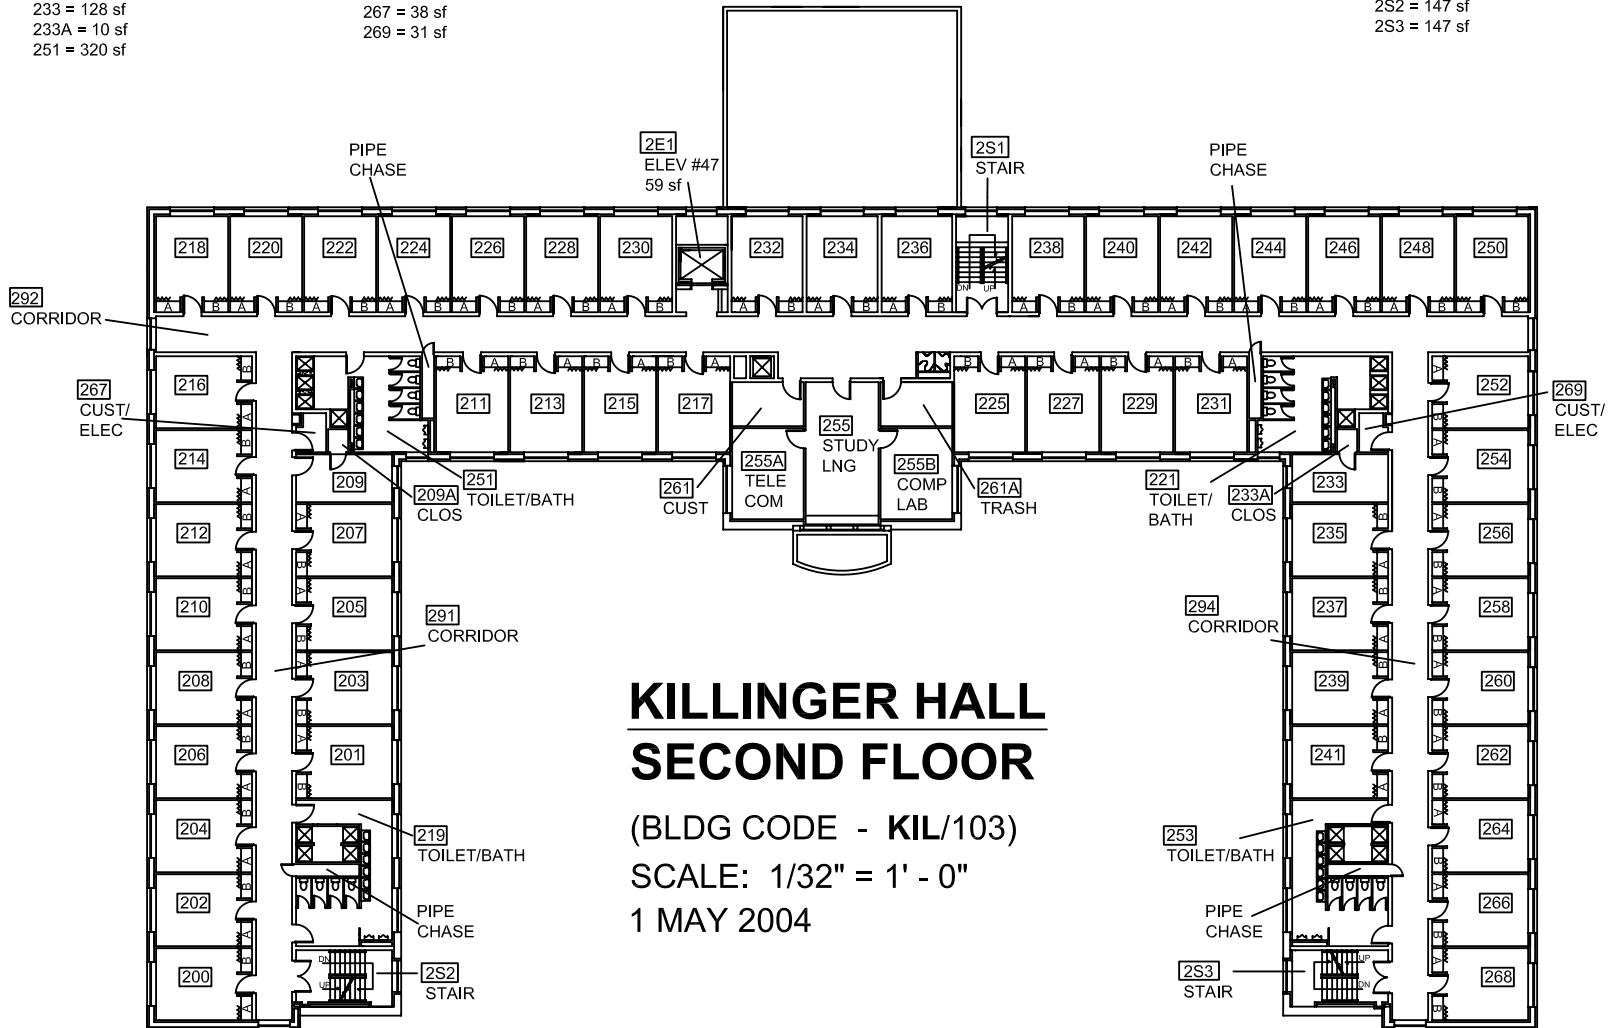 233 = 128 sf
233A = 10 sf
251 = 320 sf
267 = 38 sf
269 = 31 sf
2S2 = 147 sf
2S3 = 147 sf
PIPE
CHASE
2E1
ELEV #47
59 sf
2S1
STAIR
PIPE
CHASE
218
220
222
224
226
228
230
232
234
236
238
240
242
244
246
248
250
DN
UP
A B
B A
A B
B A
A B
B A
A B
A B
B A
A B
A B
B A
A B
B A
A B
B A
A B
292
CORRIDOR
B A
A B
B A
B A
B A
A B
B A
A B
216
211
213
215
217
225
227
229
231
252
267
CUST/
ELEC
269
CUST/
ELEC
255
STUDY
LNG
214
254
209
251
TOILET/BATH
209A
CLOS
261
CUST
255A
TELE
COM
255B
COMP
LAB
261A
TRASH
221
TOILET/
BATH
233A
CLOS
233
212
207
235
256
210
205
237
258
291
CORRIDOR
294
CORRIDOR
208
203
239
260
KILLINGER HALL
SECOND FLOOR
206
201
241
262
(BLDG CODE - KIL/103)
204
219
TOILET/BATH
253
TOILET/BATH
264
SCALE: 1/32" = 1' - 0"
202
PIPE
CHASE
1 MAY 2004
PIPE
CHASE
266
200
DN
UP
2S2
STAIR
2S3
STAIR
UP
DN
268